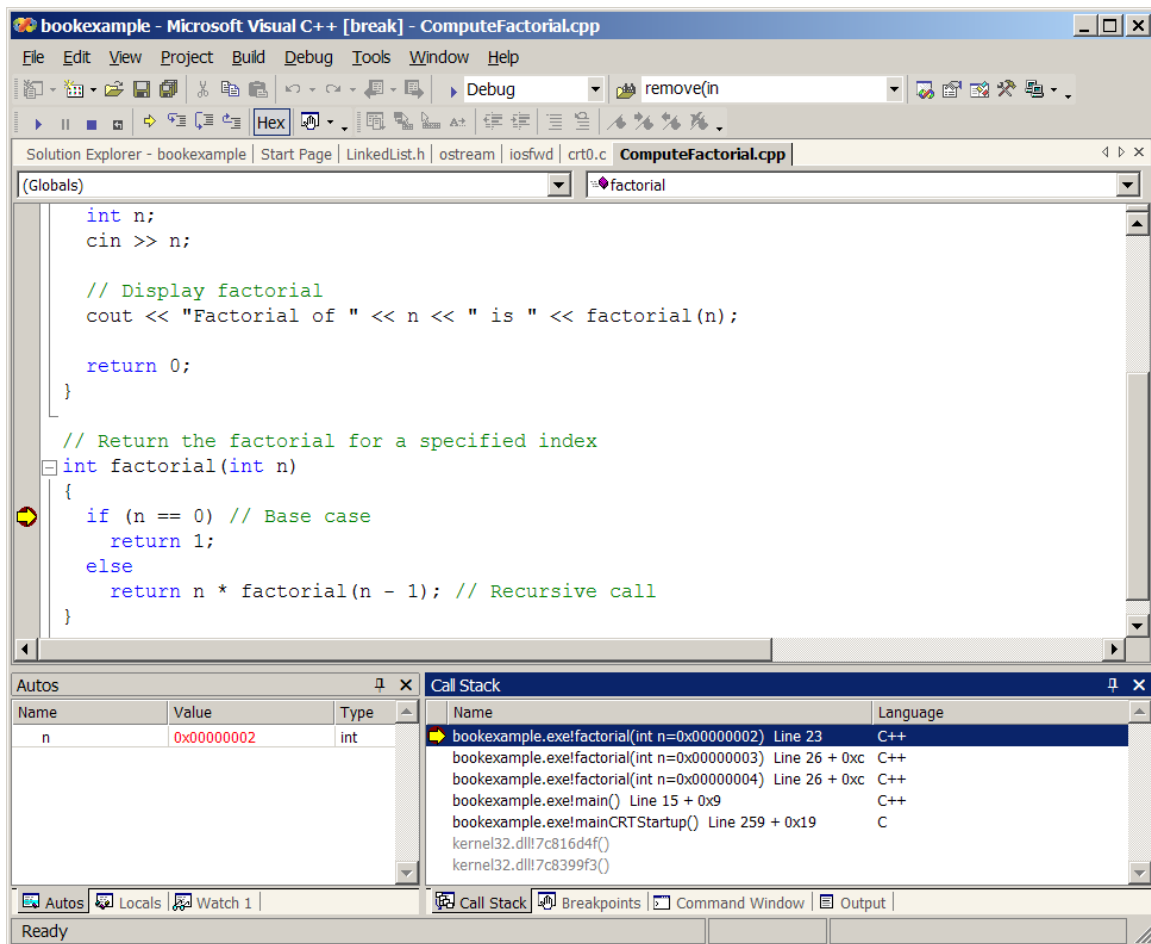 bookexample - Microsoft Visual C++ [break] - ComputeFactorial.cpp
File Edit View Project Build Debug Tools Window Help
Debug remove(in
Hex
Solution Explorer - bookexample | Start Page | LinkedList.h | ostream | iosfwd | crt0.c ComputeFactorial.cpp
(Globals) factorial
int n;
cin >> n;
// Display factorial
cout << "Factorial of " << n << " is " << factorial(n);
return 0;
}
// Return the factorial for a specified index
int factorial(int n)
{
if (n == 0) // Base case
return 1;
else
return n * factorial(n - 1); // Recursive call
}
Autos
Name Value Type
n 0x00000002 int
Autos Locals Watch 1
Call Stack
Name Language
bookexample.exe!factorial(int n=0x00000002) Line 23 C++
bookexample.exe!factorial(int n=0x00000003) Line 26 + 0xc C++
bookexample.exe!factorial(int n=0x00000004) Line 26 + 0xc C++
bookexample.exe!main() Line 15 + 0x9 C++
bookexample.exe!mainCRTStartup() Line 259 + 0x19 C
kernel32.dll!7c816d4f()
kernel32.dll!7c8399f3()
Call Stack Breakpoints Command Window Output
Ready